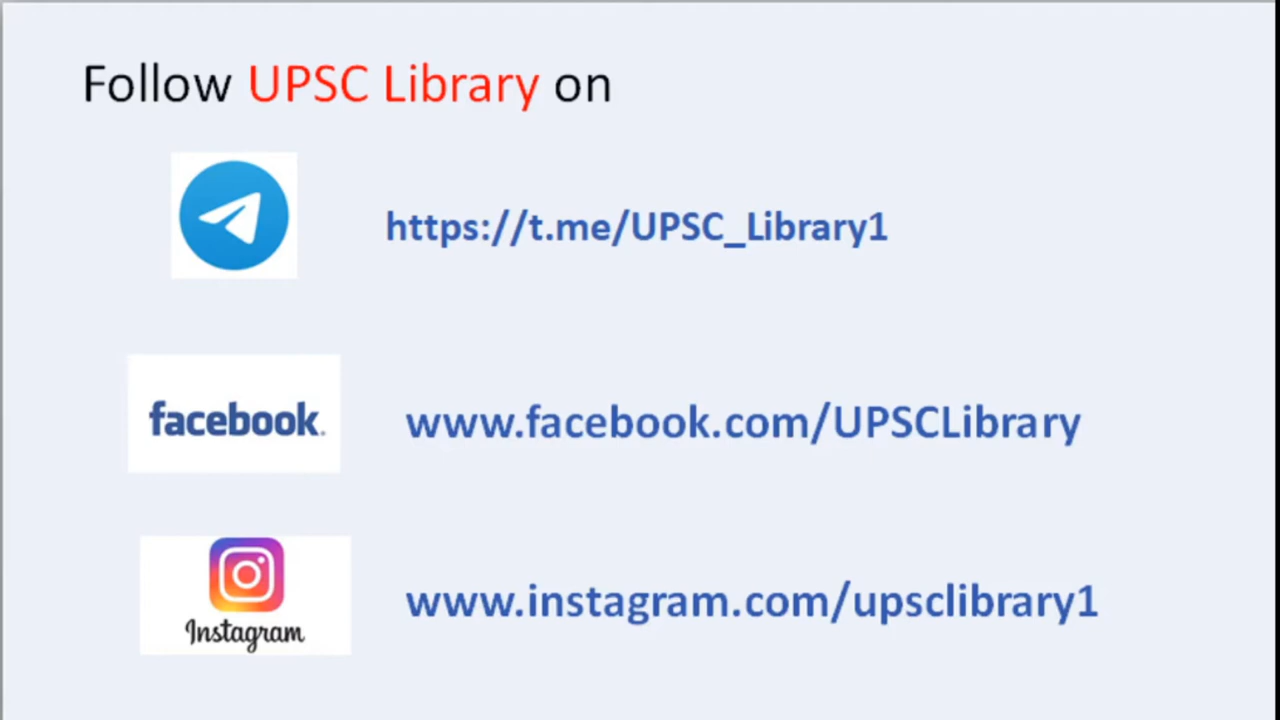 Follow UPSC Library on
https://t.me/UPSC_Library1
facebook.
www.facebook.com/UPSCLibrary
Instagram
www.instagram.com/upsclibrary1